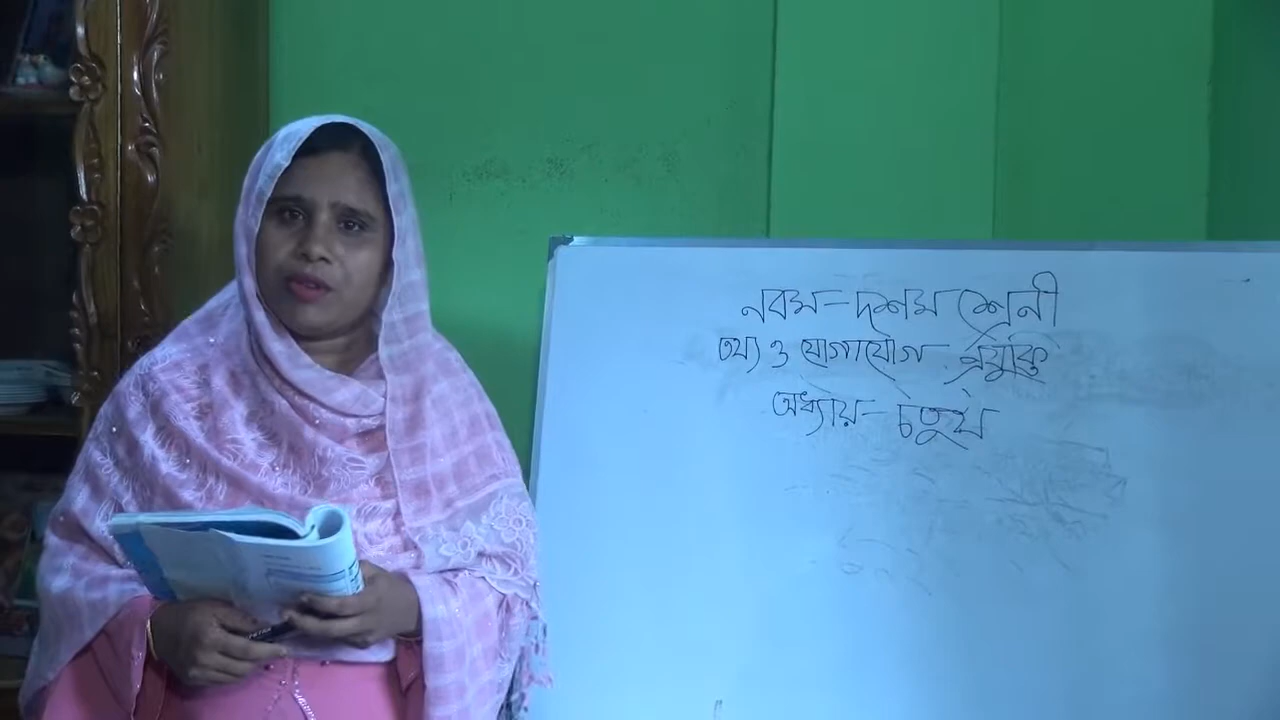 নবম-দশম শ্রেনী
তথ্য ও যোগাযোগ প্রযুক্তি
অধ্যায়- চতুর্থ